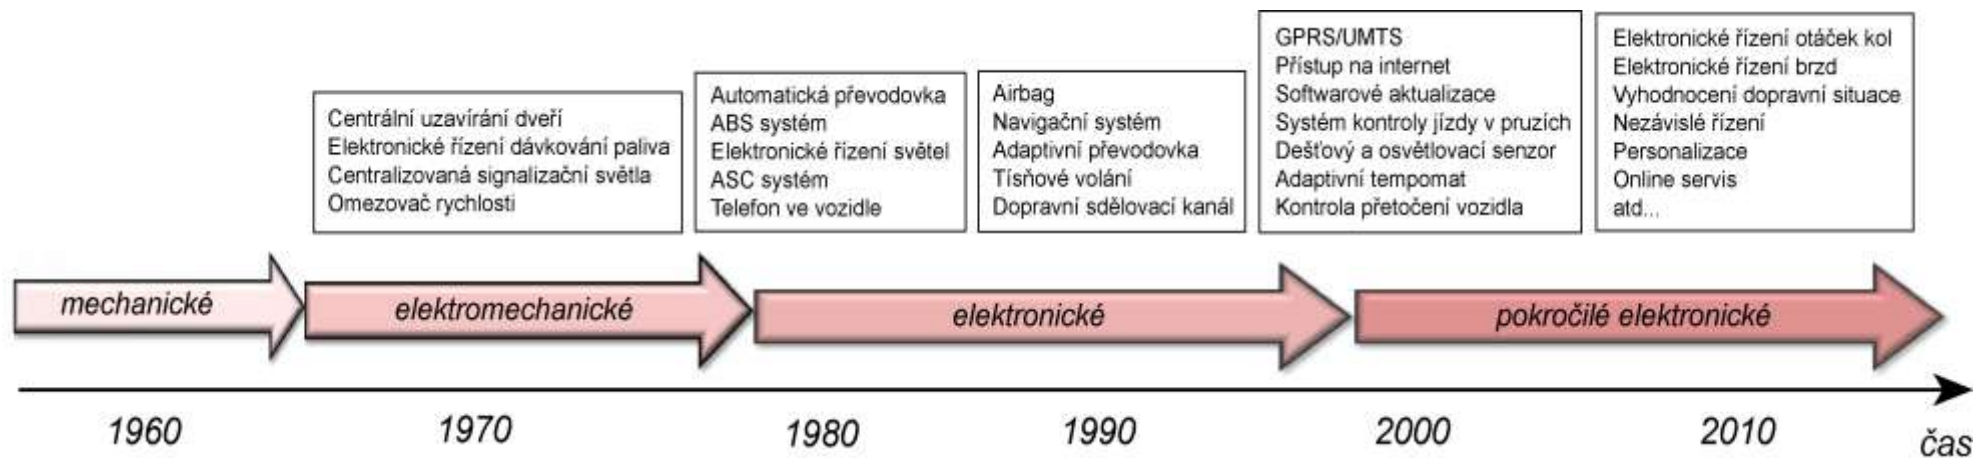 Centrální uzavírání dveří
Elektronické řízení dávkování paliva
Centralizovaná signalizační světla
Omezovač rychlosti
Automatická převodovka
ABS systém
Elektronické řízení světel
ASC systém
Telefon ve vozidle
Airbag
Navigační systém
Adaptivní převodovka
Tísňové volání
Dopravní sdělovací kanál
GPRS/UMTS
Přístup na internet
Softwarové aktualizace
Systém kontroly jízdy v pruzích
Dešťový a osvětlovací senzor
Adaptivní tempomat
Kontrola přetočení vozidla
Elektronické řízení otáček kol
Elektronické řízení brzd
Vyhodnocení dopravní situace
Nezávislé řízení
Personalizace
Online servis
atd...
mechanické
elektromechanické
elektronické
pokročilé elektronické
1960
1970
1980
1990
2000
2010
čas